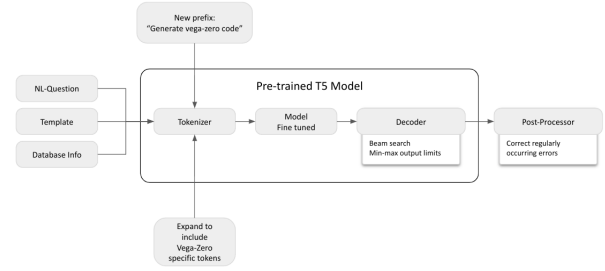 New prefix:
"Generate vega-zero code"
Pre-trained T5 Model
NL-Question
Template
Database Info
Tokenizer
Model
Fine tuned
Decoder
Beam search
Min-max output limits
Post-Processor
Correct regularly
occurring errors
Expand to
include
Vega-Zero
specific tokens